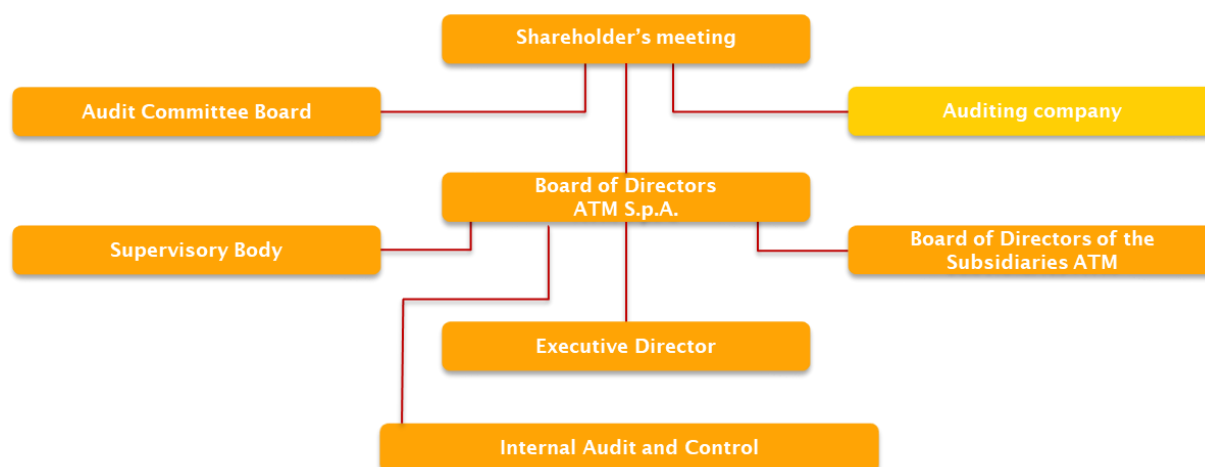 Shareholder's meeting
Audit Committee Board
Auditing company
Board of Directors
ATM S.p.A.
Supervisory Body
Board of Directors of the
Subsidiaries ATM
Executive Director
Internal Audit and Control